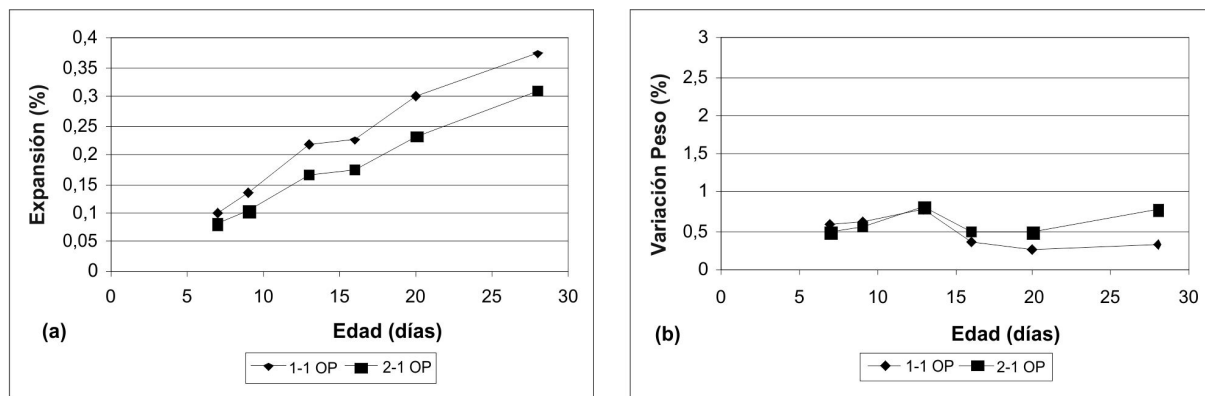 0,4
0,35
0,3
0,25
0,2
0,15
0,1
0,05
0
Expansión (%)
0 5 10 15 20 25 30
(a) Edad (días)
1-1 OP 2-1 OP
3
2,5
2
1,5
1
0,5
0
Variación Peso (%)
0 5 10 15 20 25 30
(b) Edad (días)
1-1 OP 2-1 OP